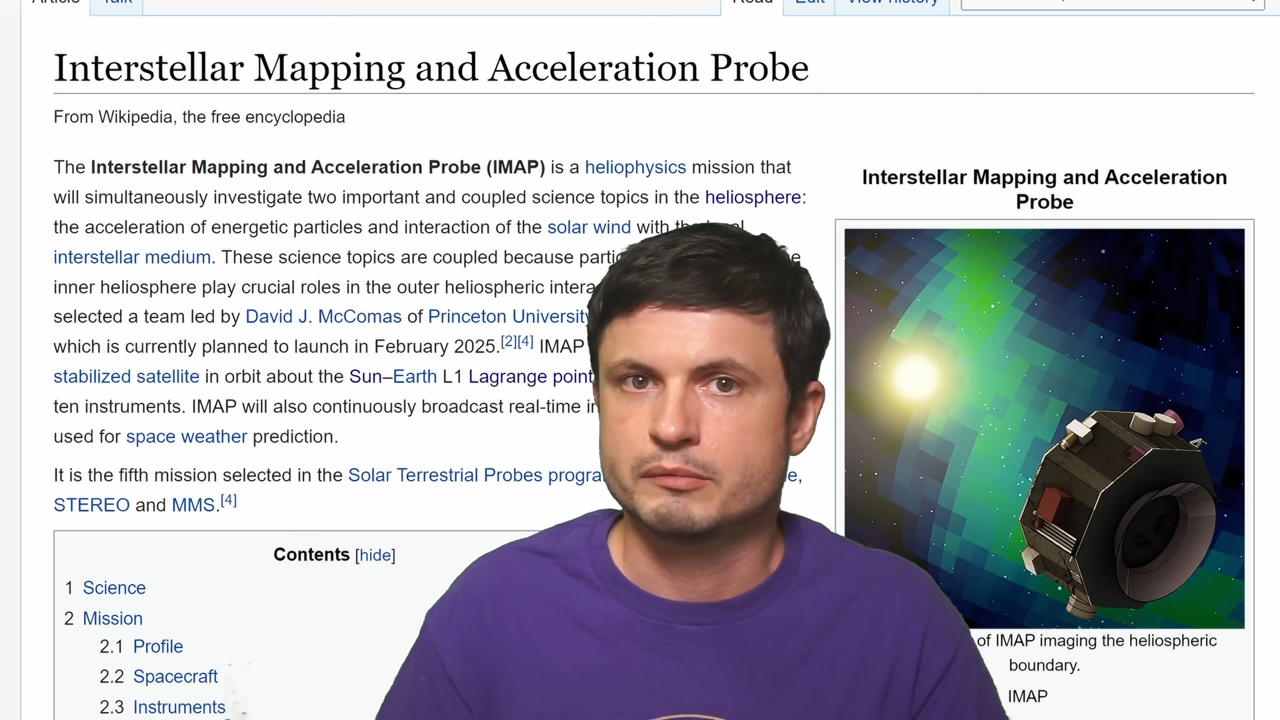 Article Talk Read Edit View history
Interstellar Mapping and Acceleration Probe
From Wikipedia, the free encyclopedia
The Interstellar Mapping and Acceleration Probe (IMAP) is a heliophysics mission that
will simultaneously investigate two important and coupled science topics in the heliosphere:
the acceleration of energetic particles and interaction of the solar wind with
interstellar medium. These science topics are coupled because
inner heliosphere play crucial roles in the outer heliospheric
selected a team led by David J. McComas of Princeton University
which is currently planned to launch in February 2025.[2][4] IMAP
stabilized satellite in orbit about the Sun–Earth L1 Lagrange point
ten instruments. IMAP will also continuously broadcast real-time
used for space weather prediction.
It is the fifth mission selected in the Solar Terrestrial Probes
STEREO and MMS.[4]
Contents [hide]
1 Science
2 Mission
2.1 Profile
2.2 Spacecraft
2.3 Instruments
Interstellar Mapping and Acceleration
Probe
of IMAP imaging the heliospheric
boundary.
IMAP